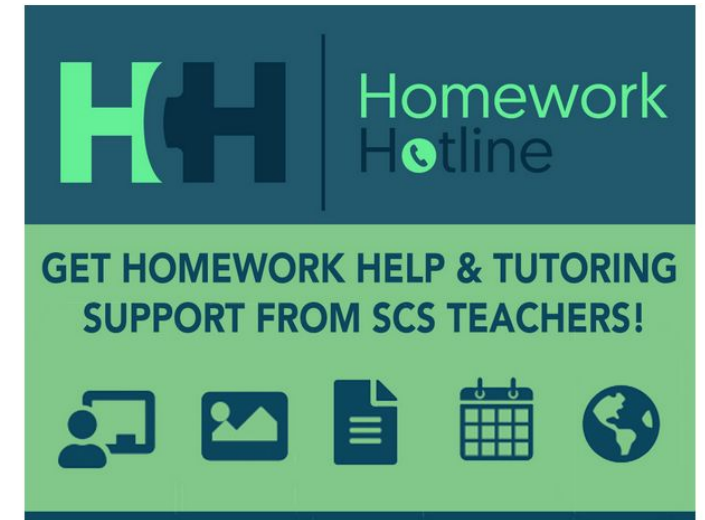 HH
Homework
Hotline
GET HOMEWORK HELP & TUTORING
SUPPORT FROM SCS TEACHERS!